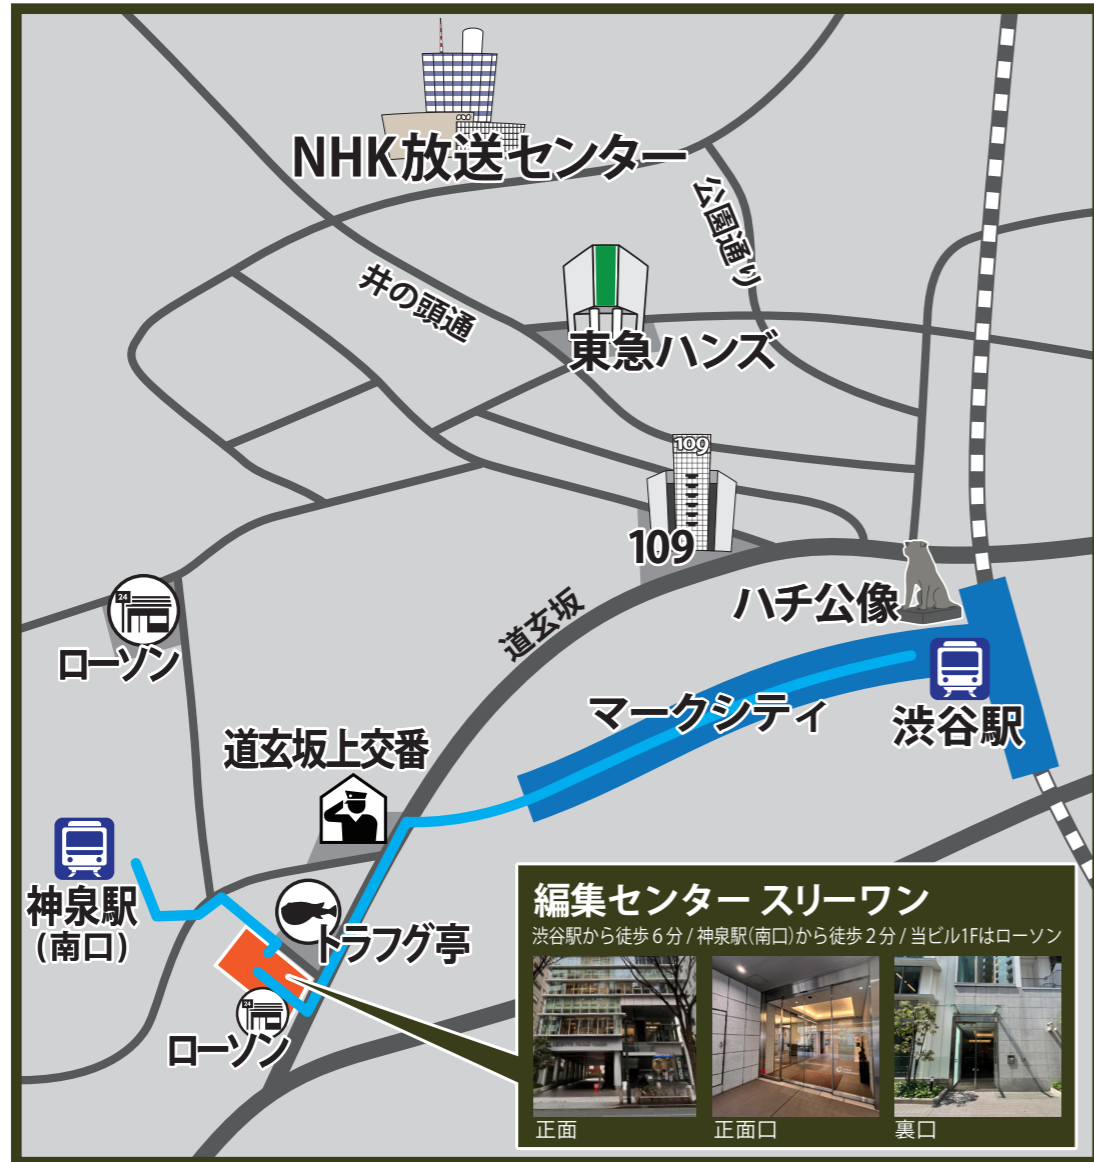 NHK放送センター
公園通り
井の頭通
東急ハンズ
109
109
ハチ公像
道玄坂
24
ローソン
マークシティ
渋谷駅
道玄坂上交番
神泉駅
(南口)
トラフグ亭
24
ローソン
編集センター スリーワン
渋谷駅から徒歩6分 / 神泉駅(南口)から徒歩2分 / 当ビル1Fはローソン
正面
正面口
裏口